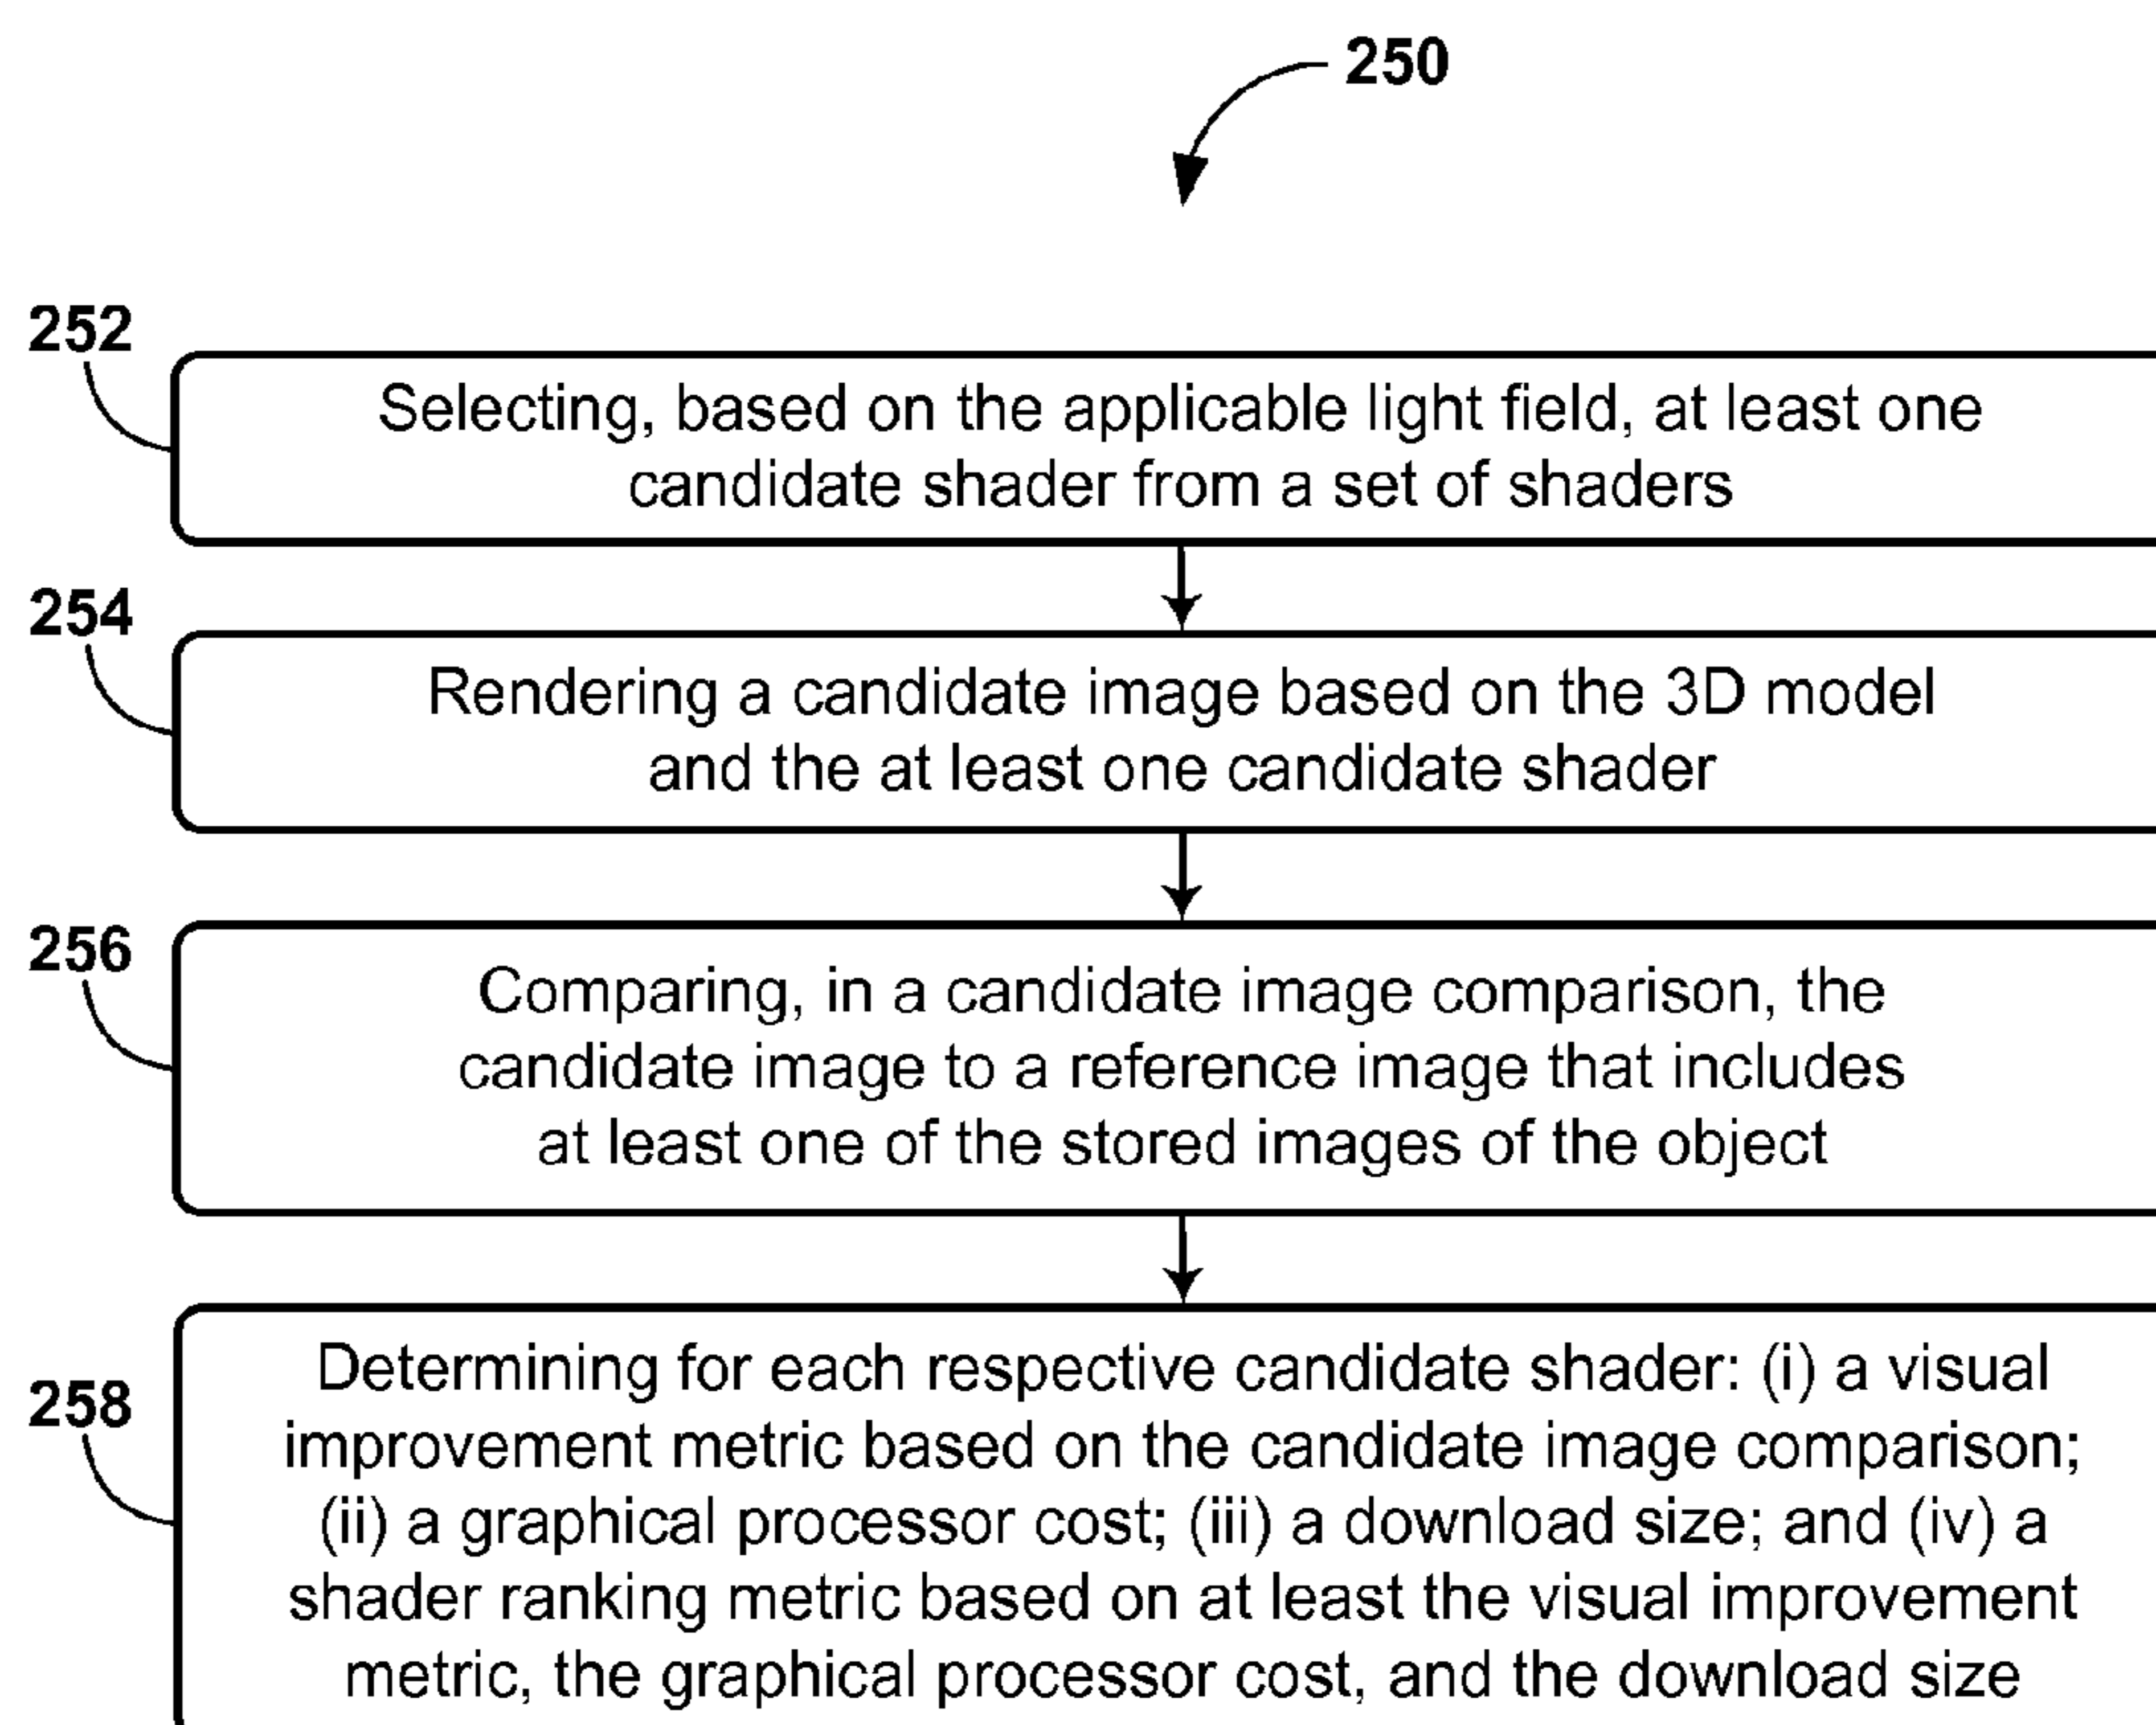 250
252
Selecting, based on the applicable light field, at least one
candidate shader from a set of shaders
254
Rendering a candidate image based on the 3D model
and the at least one candidate shader
256
Comparing, in a candidate image comparison, the
candidate image to a reference image that includes
at least one of the stored images of the object
258
Determining for each respective candidate shader: (i) a visual
improvement metric based on the candidate image comparison;
(ii) a graphical processor cost; (iii) a download size; and (iv) a
shader ranking metric based on at least the visual improvement
metric, the graphical processor cost, and the download size